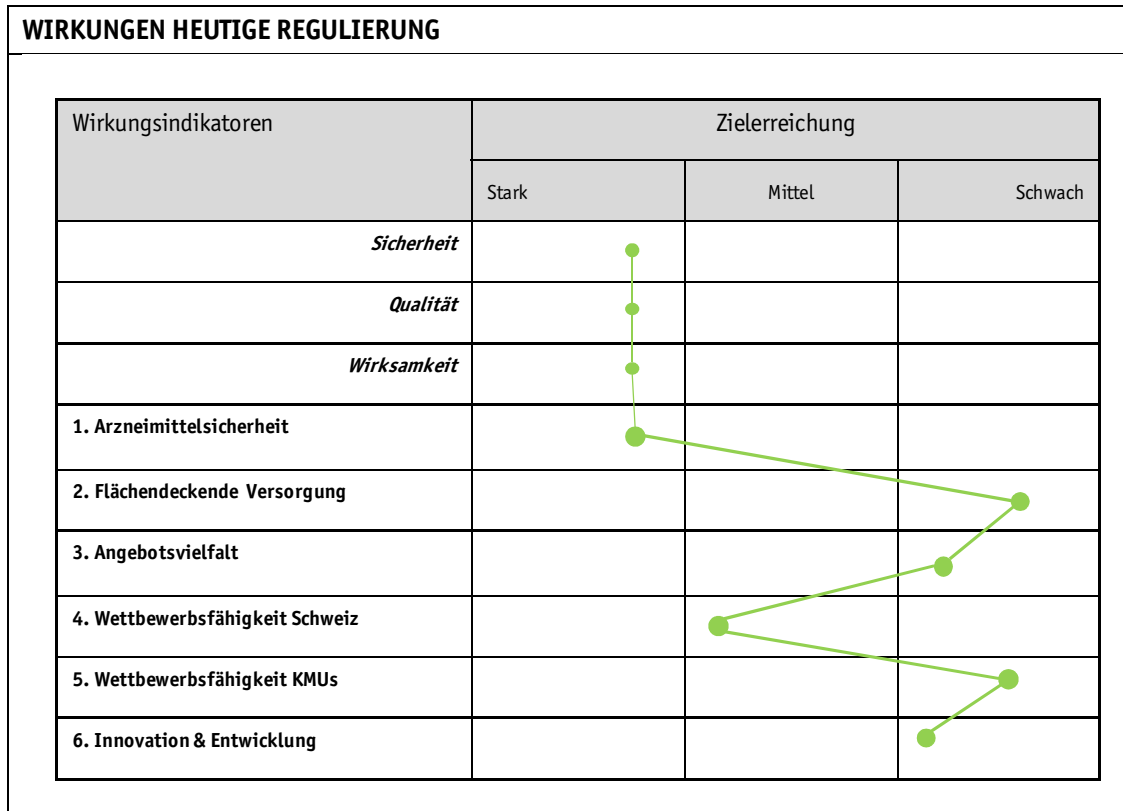 WIRKUNGEN HEUTIGE REGULIERUNG
Wirkungsindikatoren
Zielerreichung
Stark
Mittel
Schwach
Sicherheit
Qualität
Wirksamkeit
1. Arzneimittelsicherheit
2. Flächendeckende Versorgung
3. Angebotsvielfalt
4. Wettbewerbsfähigkeit Schweiz
5. Wettbewerbsfähigkeit KMUs
6. Innovation & Entwicklung